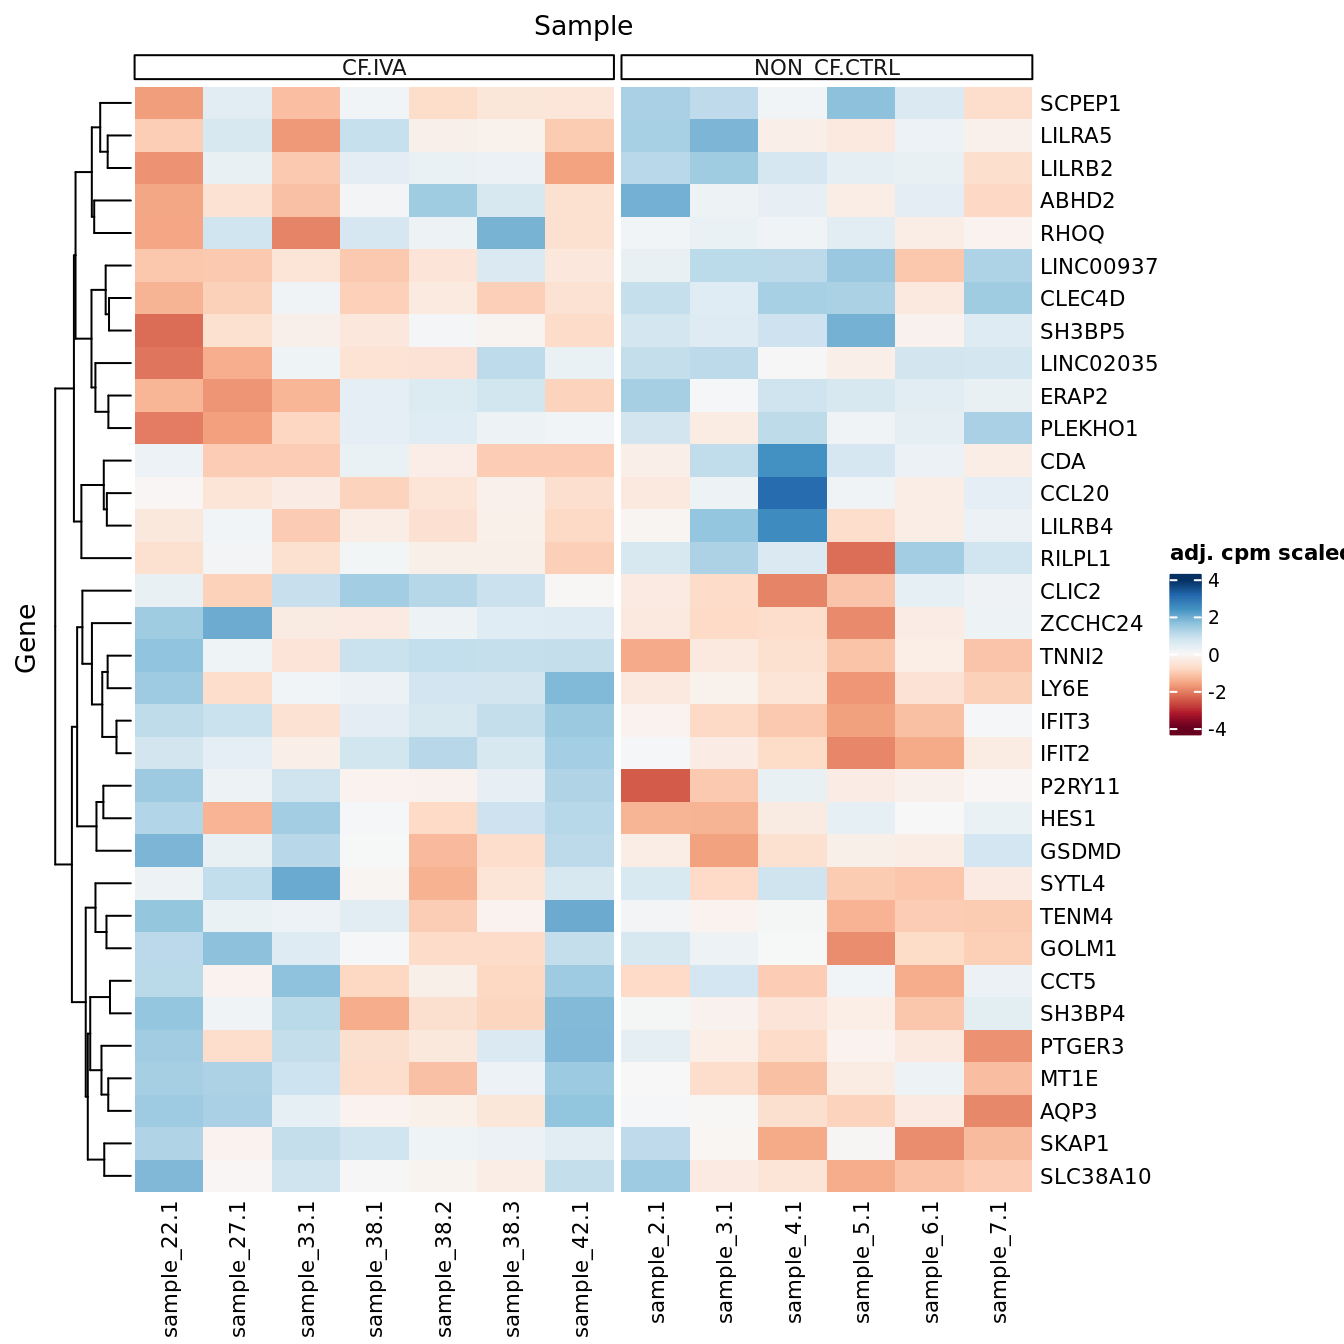 Sample
CF.IVA
NON_CF.CTRL
SCPEP1
LILRA5
LILRB2
ABHD2
RHOQ
LINC00937
CLEC4D
SH3BP5
LINC02035
ERAP2
PLEKHO1
CDA
CCL20
LILRB4
RILPL1
CLIC2
ZCCHC24
TNNI2
LY6E
IFIT3
IFIT2
P2RY11
HES1
GSDMD
SYTL4
TENM4
GOLM1
CCT5
SH3BP4
PTGER3
MT1E
AQP3
SKAP1
SLC38A10
Gene
sample_22.1
sample_27.1
sample_33.1
sample_38.1
sample_38.2
sample_38.3
sample_42.1
sample_2.1
sample_3.1
sample_4.1
sample_5.1
sample_6.1
sample_7.1
adj. cpm scaled
4
2
0
-2
-4